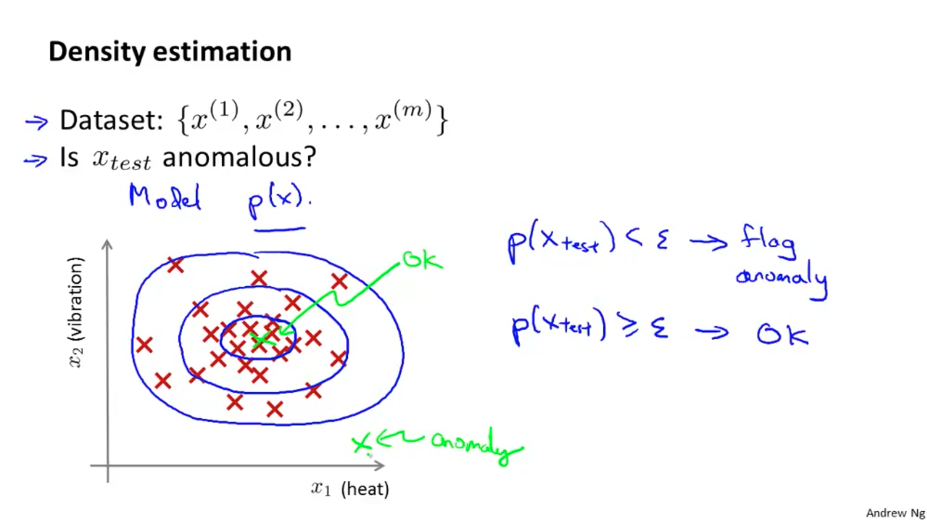 Density estimation
→ Dataset: {x^(1), x^(2), . . . , x^(m)}
→ Is x_test anomalous?
Model p(x).
p(x_test) < ε → flag
anomaly
p(x_test) ≥ ε → OK
OK
x_2 (vibration)
anomaly
x_1 (heat)
Andrew Ng